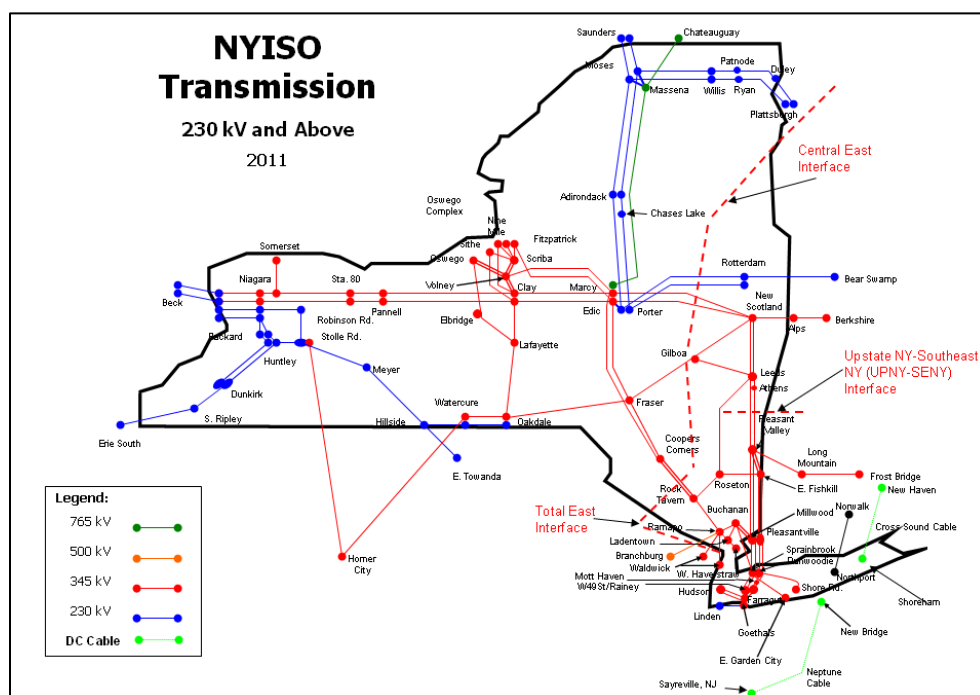 NYISO
Transmission
230 kV and Above
2011
Saunders
Chateauguay
Moses
Massena
Patnode
Duley
Willis
Ryan
Plattsburgh
Central East
Interface
Adirondack
Chases Lake
Oswego
Complex
Nine
Mile
Sithe
Fitzpatrick
Oswego
Scriba
Volney
Clay
Somerset
Niagara
Sta. 80
Beck
Pannell
Marcy
Edic
Porter
Rotterdam
Bear Swamp
New
Scotland
Alps
Berkshire
Elbridge
Lafayette
Packard
Robinson Rd.
Stolle Rd.
Huntley
Meyer
Dunkirk
S. Ripley
Erie South
Gilboa
Leeds
Athens
Upstate NY-Southeast
NY (UPNY-SENY)
Interface
Watercure
Hillside
Oakdale
Fraser
Pleasant
Valley
E. Towanda
Coopers
Corners
Long
Mountain
Frost Bridge
Rock
Tavern
Roseton
E. Fishkill
New Haven
Legend:
765 kV
500 kV
345 kV
230 kV
DC Cable
Homer
City
Total East
Interface
Buchanan
Millwood
Norwalk
Cross Sound Cable
Ramapo
Ladentown
Pleasantville
Branchburg
Waldwick
W. Haverstraw
Sprainbrook
Dunwoodie
Northport
Mott Haven
W49St/Rainey
Shore Rd.
Shoreham
Hudson
Farragut
Linden
Goethals
New Bridge
E. Garden City
Neptune
Cable
Sayreville, NJ